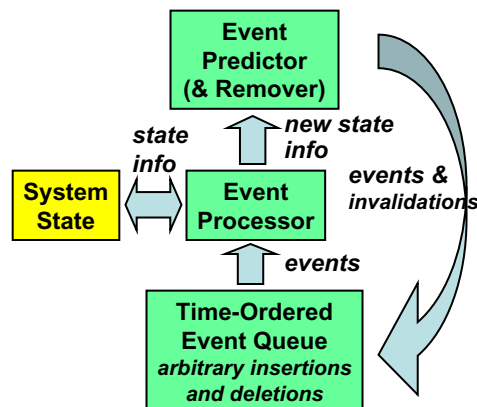 Event
Predictor
(& Remover)
state
info
new state
info
events &
invalidations
System
State
Event
Processor
events
Time-Ordered
Event Queue
arbitrary insertions
and deletions